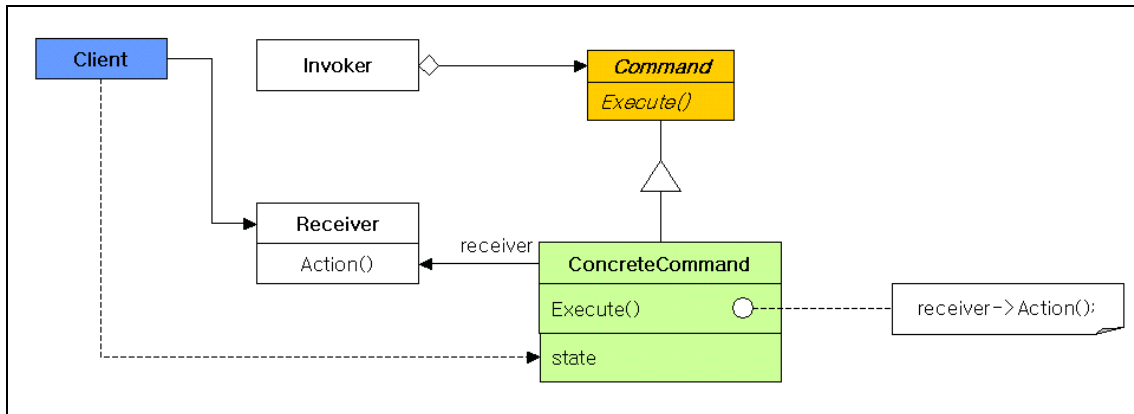 Client
Invoker
Command
Execute()
Receiver
Action()
receiver
ConcreteCommand
Execute()
receiver->Action();
state